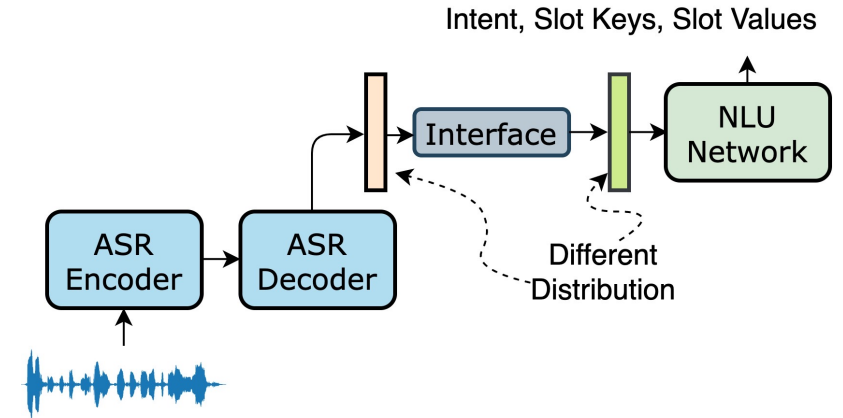 Intent, Slot Keys, Slot Values
Interface
NLU
Network
ASR
Encoder
ASR
Decoder
Different
Distribution